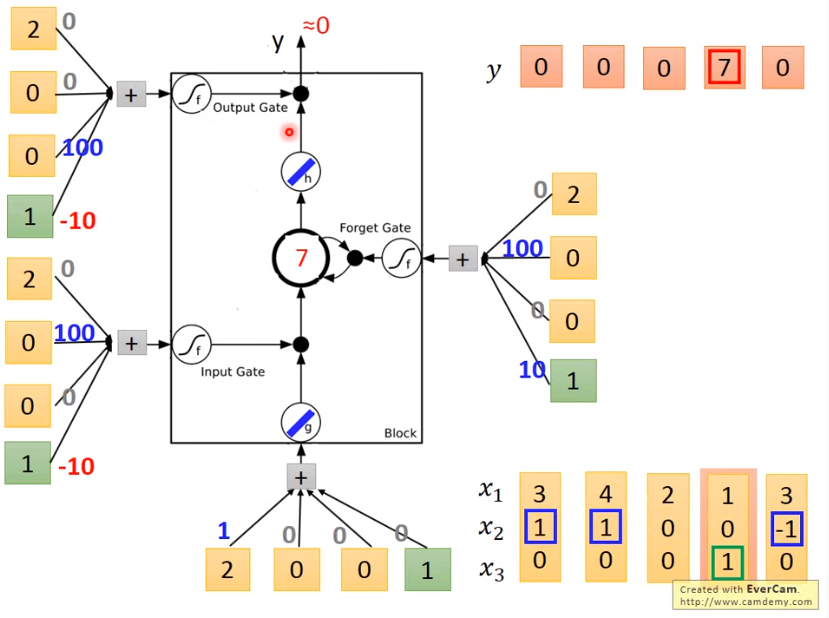 2 0
y ≈0
0 0
+ f Output Gate
0 100
1 -10
h
y 0 0 0 7 0
0 2
Forget Gate
7 f + 100 0
0 0
10 1
2 0
0 100
+ f
Input Gate
0 0
1 -10
g
Block
+
1 0 0 0
2 0 0 1
x₁ 3 4 2 1 3
x₂ 1 1 0 0 -1
x₃ 0 0 0 1 0
Created with EverCam.
http://www.camdemy.com